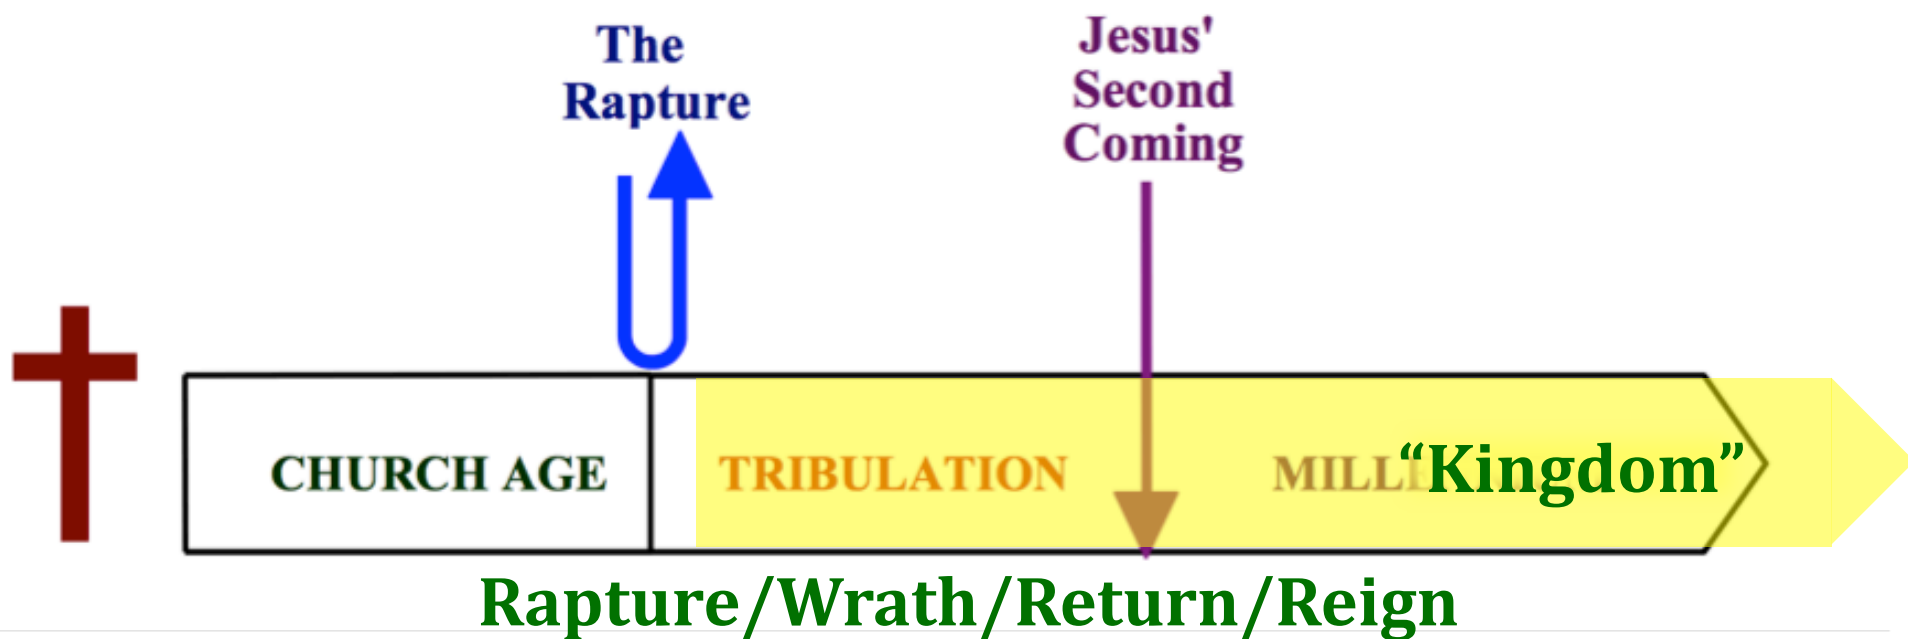 The
Rapture
Jesus'
Second
Coming
CHURCH AGE
TRIBULATION
“Kingdom”
Rapture/Wrath/Return/Reign